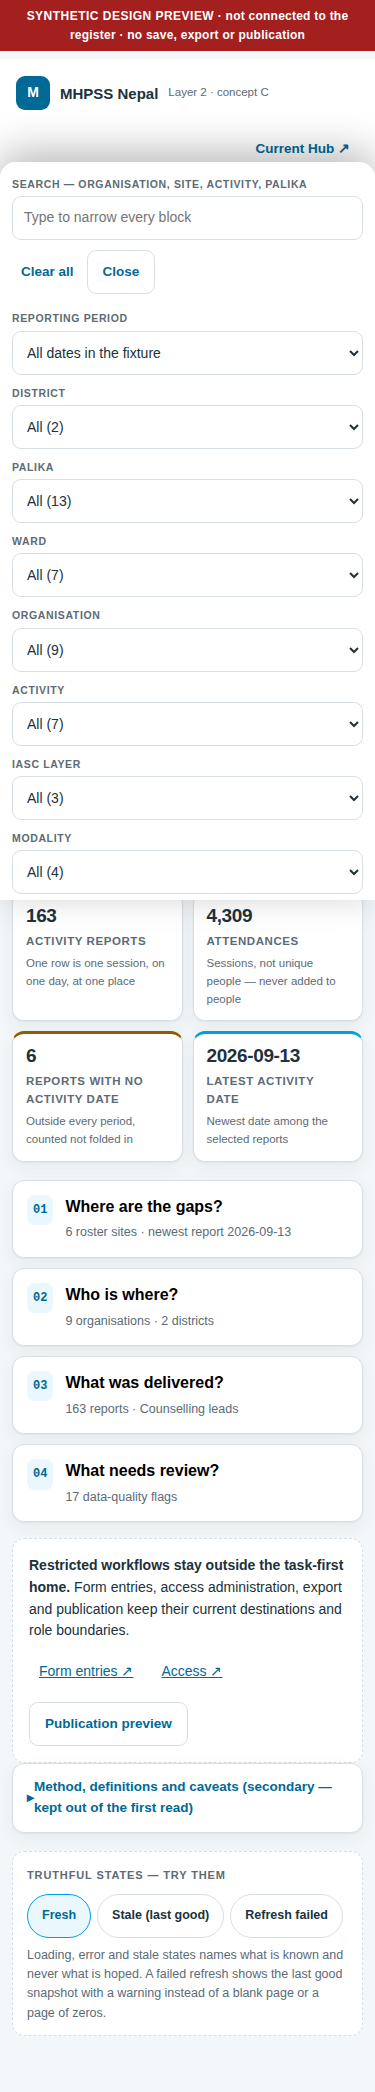 SYNTHETIC DESIGN PREVIEW · not connected to the
register · no save, export or publication
M
MHPSS Nepal Layer 2 · concept C
Current Hub ↗
SEARCH — ORGANISATION, SITE, ACTIVITY, PALIKA
Type to narrow every block
Clear all Close
REPORTING PERIOD
All dates in the fixture
DISTRICT
All (2)
PALIKA
All (13)
WARD
All (7)
ORGANISATION
All (9)
ACTIVITY
All (7)
IASC LAYER
All (3)
MODALITY
All (4)
163
ACTIVITY REPORTS
One row is one session, on
one day, at one place
4,309
ATTENDANCES
Sessions, not unique
people — never added to
people
6
REPORTS WITH NO
ACTIVITY DATE
Outside every period,
counted not folded in
2026-09-13
LATEST ACTIVITY
DATE
Newest date among the
selected reports
01 Where are the gaps?
6 roster sites · newest report 2026-09-13
02 Who is where?
9 organisations · 2 districts
03 What was delivered?
163 reports · Counselling leads
04 What needs review?
17 data-quality flags
Restricted workflows stay outside the task-first
home. Form entries, access administration, export
and publication keep their current destinations and
role boundaries.
Form entries ↗ Access ↗
Publication preview
▸ Method, definitions and caveats (secondary —
kept out of the first read)
TRUTHFUL STATES — TRY THEM
Fresh Stale (last good) Refresh failed
Loading, error and stale states names what is known and
never what is hoped. A failed refresh shows the last good
snapshot with a warning instead of a blank page or a
page of zeros.